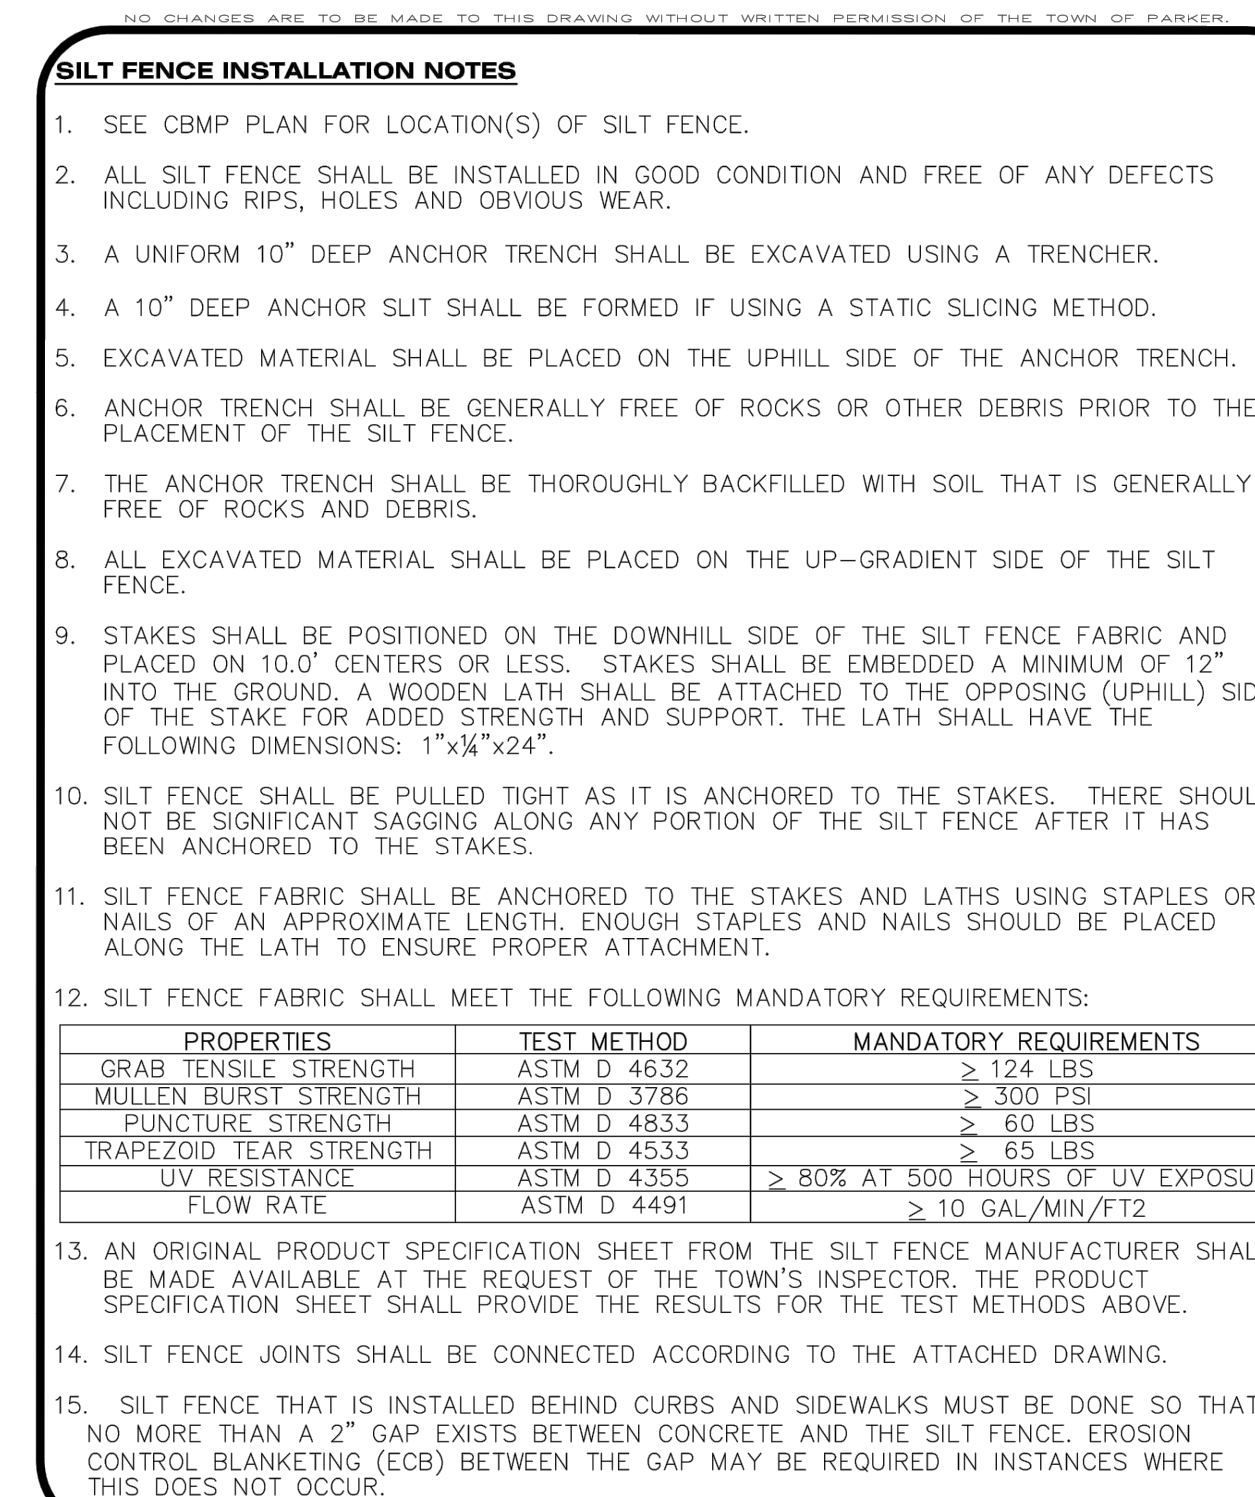 NO CHANGES ARE TO BE MADE TO THIS DRAWING WITHOUT WRITTEN PERMISSION OF THE TOWN OF PARKER.
SILT FENCE INSTALLATION NOTES
1. SEE CBMP PLAN FOR LOCATION(S) OF SILT FENCE.
2. ALL SILT FENCE SHALL BE INSTALLED IN GOOD CONDITION AND FREE OF ANY DEFECTS
INCLUDING RIPS, HOLES AND OBVIOUS WEAR.
3. A UNIFORM 10” DEEP ANCHOR TRENCH SHALL BE EXCAVATED USING A TRENCHER.
4. A 10” DEEP ANCHOR SLIT SHALL BE FORMED IF USING A STATIC SLICING METHOD.
5. EXCAVATED MATERIAL SHALL BE PLACED ON THE UPHILL SIDE OF THE ANCHOR TRENCH.
6. ANCHOR TRENCH SHALL BE GENERALLY FREE OF ROCKS OR OTHER DEBRIS PRIOR TO THE
PLACEMENT OF THE SILT FENCE.
7. THE ANCHOR TRENCH SHALL BE THOROUGHLY BACKFILLED WITH SOIL THAT IS GENERALLY
FREE OF ROCKS AND DEBRIS.
8. ALL EXCAVATED MATERIAL SHALL BE PLACED ON THE UP-GRADIENT SIDE OF THE SILT
FENCE.
9. STAKES SHALL BE POSITIONED ON THE DOWNHILL SIDE OF THE SILT FENCE FABRIC AND
PLACED ON 10.0’ CENTERS OR LESS. STAKES SHALL BE EMBEDDED A MINIMUM OF 12”
INTO THE GROUND. A WOODEN LATH SHALL BE ATTACHED TO THE OPPOSING (UPHILL) SID
OF THE STAKE FOR ADDED STRENGTH AND SUPPORT. THE LATH SHALL HAVE THE
FOLLOWING DIMENSIONS: 1”x¼”x24”.
10. SILT FENCE SHALL BE PULLED TIGHT AS IT IS ANCHORED TO THE STAKES. THERE SHOUL
NOT BE SIGNIFICANT SAGGING ALONG ANY PORTION OF THE SILT FENCE AFTER IT HAS
BEEN ANCHORED TO THE STAKES.
11. SILT FENCE FABRIC SHALL BE ANCHORED TO THE STAKES AND LATHS USING STAPLES OR
NAILS OF AN APPROXIMATE LENGTH. ENOUGH STAPLES AND NAILS SHOULD BE PLACED
ALONG THE LATH TO ENSURE PROPER ATTACHMENT.
12. SILT FENCE FABRIC SHALL MEET THE FOLLOWING MANDATORY REQUIREMENTS:
PROPERTIES TEST METHOD MANDATORY REQUIREMENTS
GRAB TENSILE STRENGTH ASTM D 4632 ≥ 124 LBS
MULLEN BURST STRENGTH ASTM D 3786 ≥ 300 PSI
PUNCTURE STRENGTH ASTM D 4833 ≥ 60 LBS
TRAPEZOID TEAR STRENGTH ASTM D 4533 ≥ 65 LBS
UV RESISTANCE ASTM D 4355 ≥ 80% AT 500 HOURS OF UV EXPOSU
FLOW RATE ASTM D 4491 ≥ 10 GAL/MIN/FT2
13. AN ORIGINAL PRODUCT SPECIFICATION SHEET FROM THE SILT FENCE MANUFACTURER SHAL
BE MADE AVAILABLE AT THE REQUEST OF THE TOWN’S INSPECTOR. THE PRODUCT
SPECIFICATION SHEET SHALL PROVIDE THE RESULTS FOR THE TEST METHODS ABOVE.
14. SILT FENCE JOINTS SHALL BE CONNECTED ACCORDING TO THE ATTACHED DRAWING.
15. SILT FENCE THAT IS INSTALLED BEHIND CURBS AND SIDEWALKS MUST BE DONE SO THAT
NO MORE THAN A 2” GAP EXISTS BETWEEN CONCRETE AND THE SILT FENCE. EROSION
CONTROL BLANKETING (ECB) BETWEEN THE GAP MAY BE REQUIRED IN INSTANCES WHERE
THIS DOES NOT OCCUR.